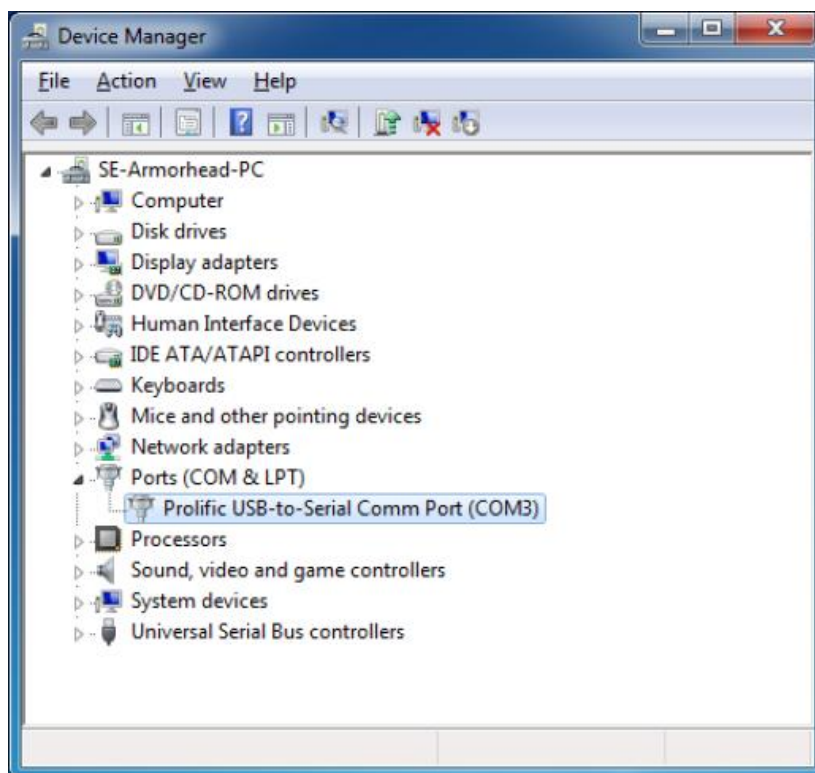 Device Manager
File Action View Help
SE-Armorhead-PC
Computer
Disk drives
Display adapters
DVD/CD-ROM drives
Human Interface Devices
IDE ATA/ATAPI controllers
Keyboards
Mice and other pointing devices
Network adapters
Ports (COM & LPT)
Prolific USB-to-Serial Comm Port (COM3)
Processors
Sound, video and game controllers
System devices
Universal Serial Bus controllers